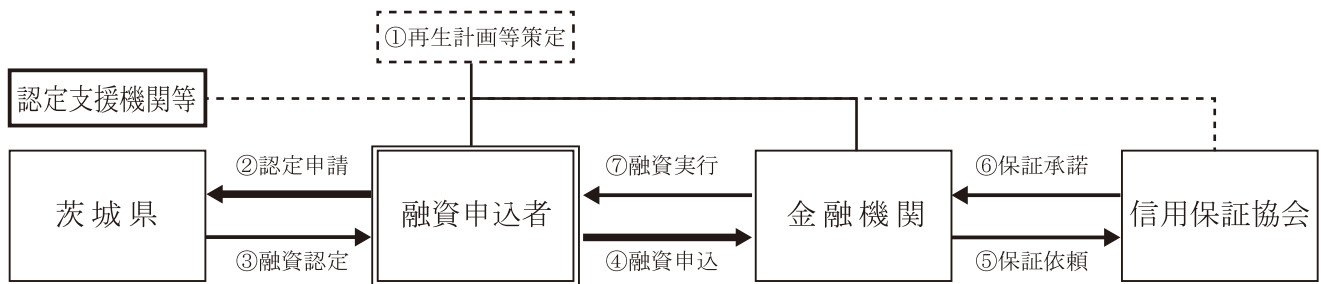 ①再生計画等策定
認定支援機関等
②認定申請
⑦融資実行
⑥保証承諾
茨城県
融資申込者
金融機関
信用保証協会
③融資認定
④融資申込
⑤保証依頼